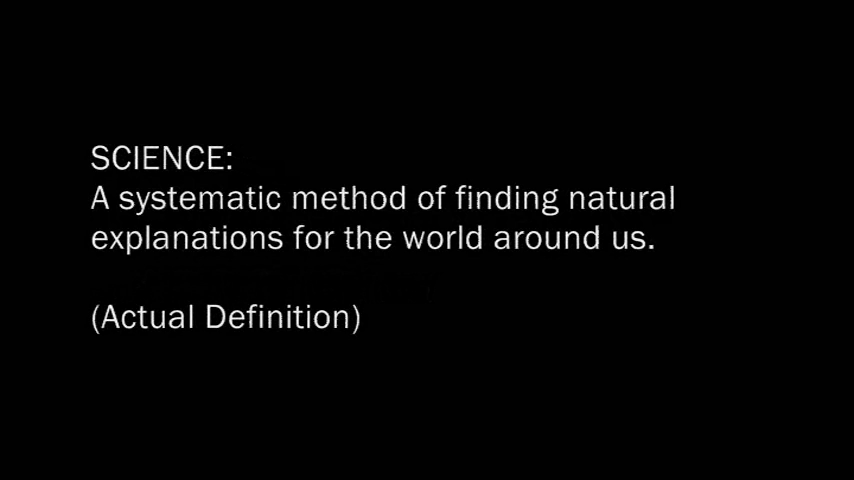 SCIENCE:
A systematic method of finding natural
explanations for the world around us.
(Actual Definition)